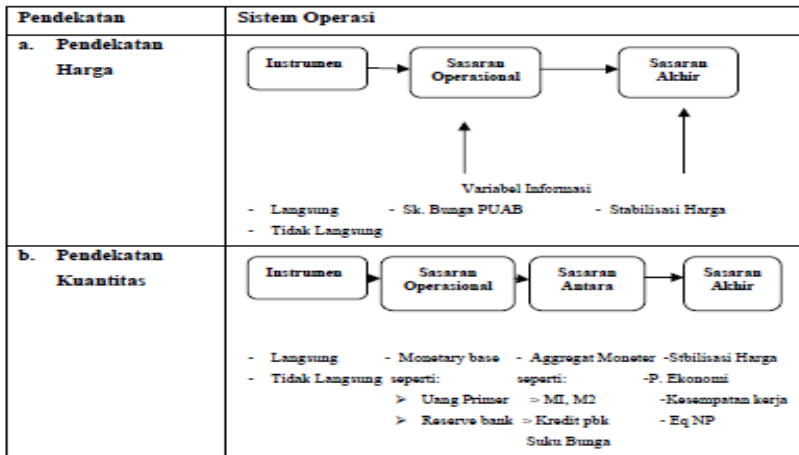 Pendekatan Sistem Operasi
a. Pendekatan Harga
Instrumen Sasaran Operasional Sasaran Akhir
Variabel Informasi
- Langsung - Sk. Bunga PUAB - Stabilisasi Harga
- Tidak Langsung
b. Pendekatan Kuantitas
Instrumen Sasaran Operasional Sasaran Antara Sasaran Akhir
- Langsung - Monetary base - Aggregat Moneter -Stbilisasi Harga
- Tidak Langsung seperti: seperti: -P. Ekonomi
➢ Uang Primer > MI, M2 -Kesempatan kerja
➢ Reserve bank > Kredit pbk - Eq NP
Suku Bunga